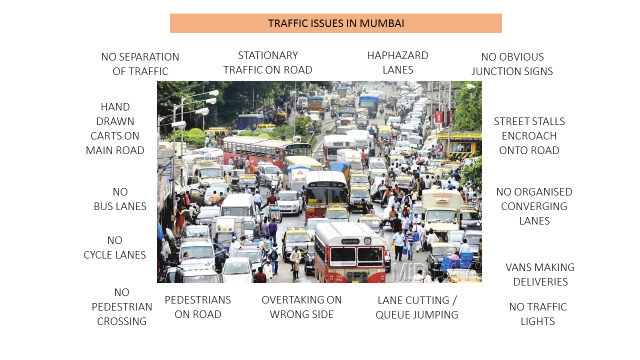 TRAFFIC ISSUES IN MUMBAI
NO SEPARATION
OF TRAFFIC
STATIONARY
TRAFFIC ON ROAD
HAPHAZARD
LANES
NO OBVIOUS
JUNCTION SIGNS
HAND
DRAWN
CARTS ON
MAIN ROAD
STREET STALLS
ENCROACH
ONTO ROAD
NO
BUS LANES
NO ORGANISED
CONVERGING
LANES
NO
CYCLE LANES
VANS MAKING
DELIVERIES
NO
PEDESTRIAN
CROSSING
PEDESTRIANS
ON ROAD
OVERTAKING ON
WRONG SIDE
LANE CUTTING /
QUEUE JUMPING
NO TRAFFIC
LIGHTS